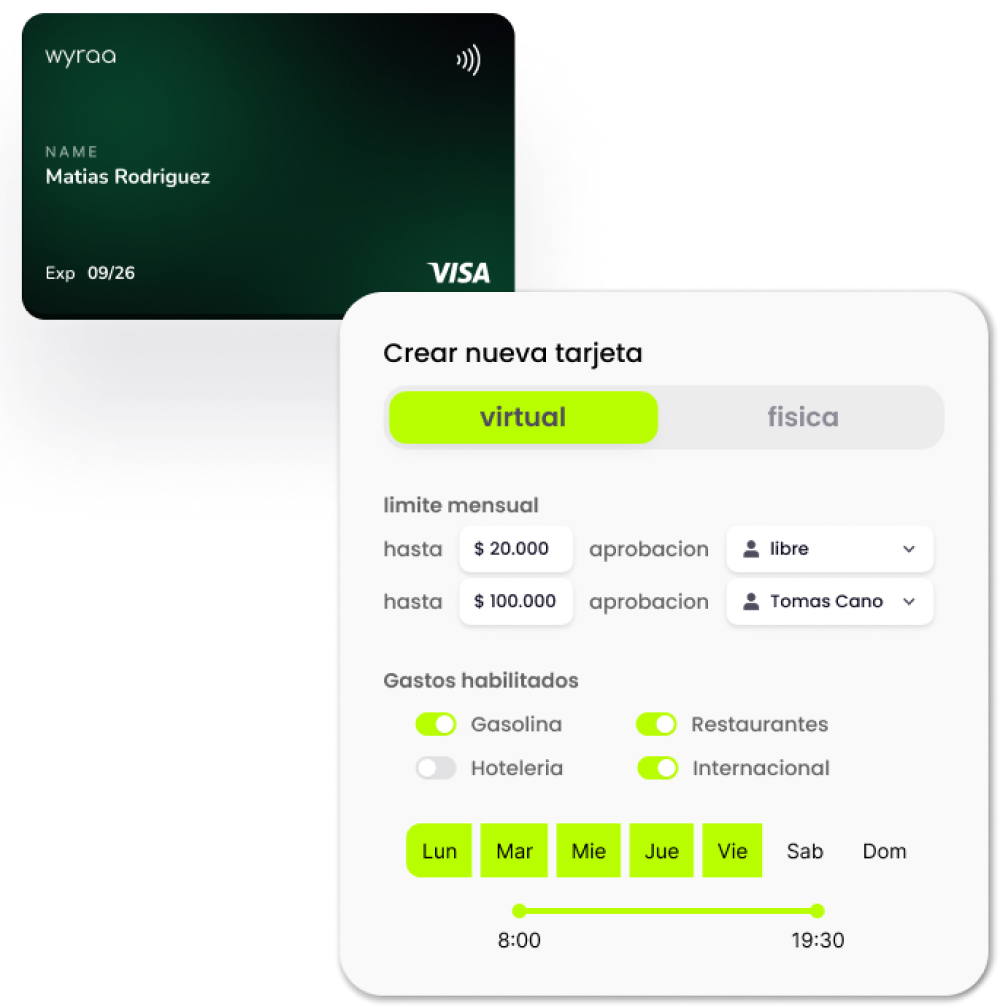 wyraa
NAME
Matias Rodriguez
Exp 09/26
VISA
Crear nueva tarjeta
virtual fisica
limite mensual
hasta $ 20.000 aprobacion libre
hasta $ 100.000 aprobacion Tomas Cano
Gastos habilitados
Gasolina Restaurantes
Hoteleria Internacional
Lun Mar Mie Jue Vie Sab Dom
8:00 19:30